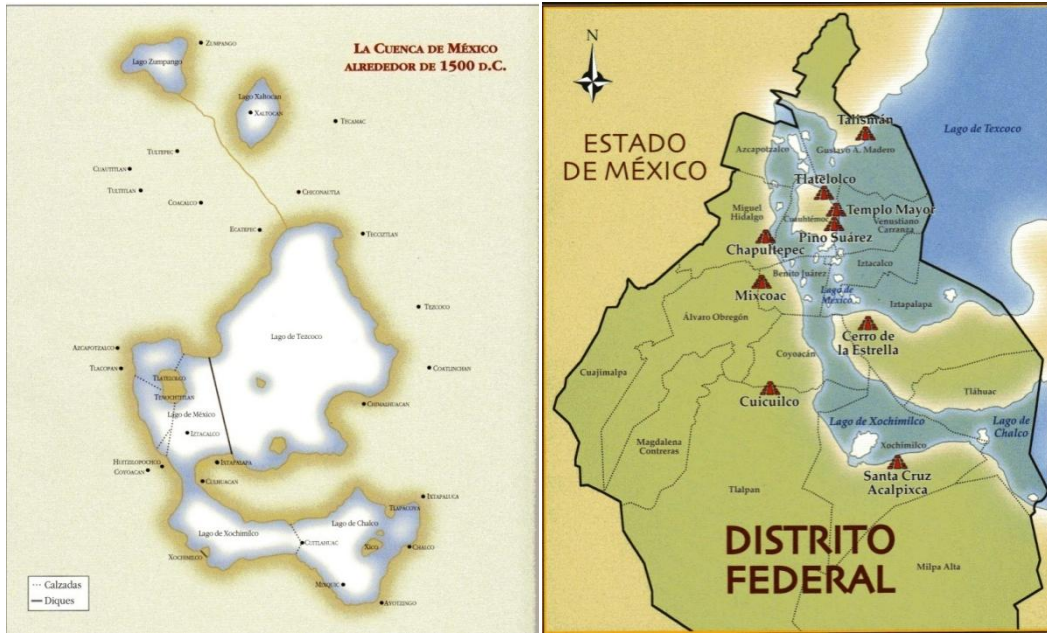 LA CUENCA DE MÉXICO
ALREDEDOR DE 1500 D.C.
ZUMPANGO
Lago Zumpango
Lago Xaltocan
XALTOCAN
TECAMAC
TULTEPEC
CUAUTITLAN
TULTITLAN
COACALCO
CHICONAUTLA
ECATEPEC
TECOZTLAN
TEZCOCO
Lago de Tezcoco
AZCAPOTZALCO
TLACOPAN
TLATELOLCO
TENOCHTITLAN
Lago de México
IZTACALCO
COATLINCHAN
CHIMALHUACAN
HUITZILOPOCHCO
COYOACAN
IZTAPALAPA
CULHUACAN
IXTAPALUCA
TLAPACOYA
Lago de Xochimilco
Lago de Chalco
CUITLAHUAC
XICO
CHALCO
XOCHIMILCO
MIXQUIC
AYOTZINGO
Calzadas
Diques
N
ESTADO
DE MÉXICO
Lago de Texcoco
Talismán
Azcapotzalco
Gustavo A. Madero
Tlatelolco
Miguel
Hidalgo
Cuauhtémoc
Templo Mayor
Venustiano
Carranza
Pino Suárez
Chapultepec
Iztacalco
Benito Juárez
Mixcoac
Lago de
México
Iztapalapa
Álvaro Obregón
Cerro de
la Estrella
Coyoacán
Cuajimalpa
Cuicuilco
Tláhuac
Lago de Xochimilco
Lago de
Chalco
Xochimilco
Magdalena
Contreras
Santa Cruz
Acalpixca
Tlalpan
DISTRITO
FEDERAL
Milpa Alta